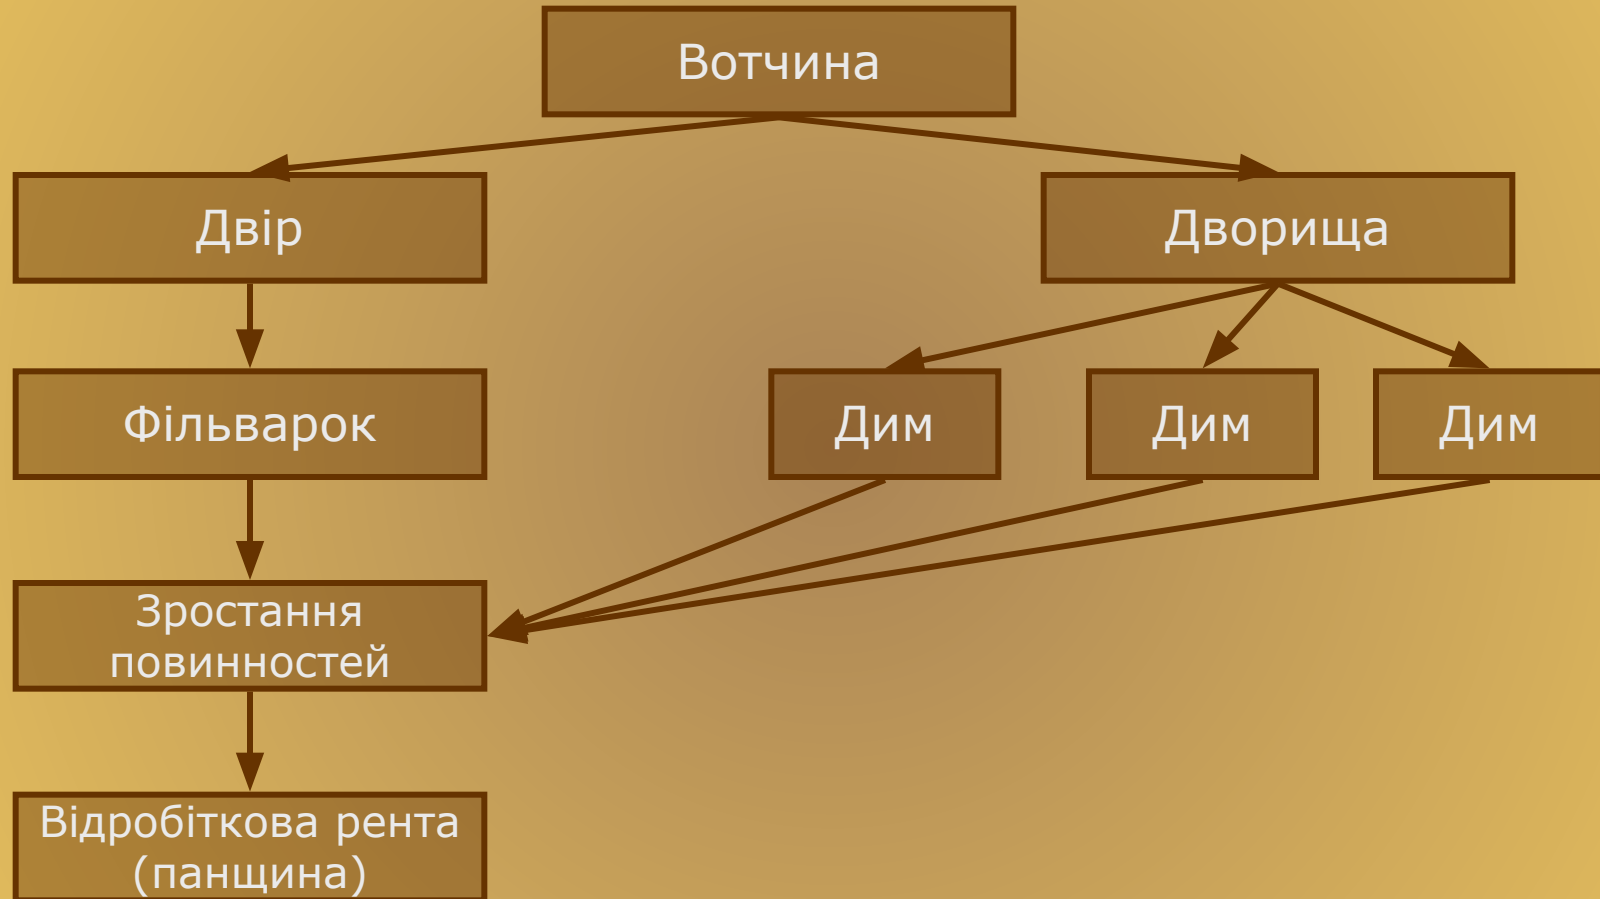 Вотчина
Двір
Дворища
Фільварок
Дим
Дим
Дим
Зростання
повинностей
Відробіткова рента
(панщина)